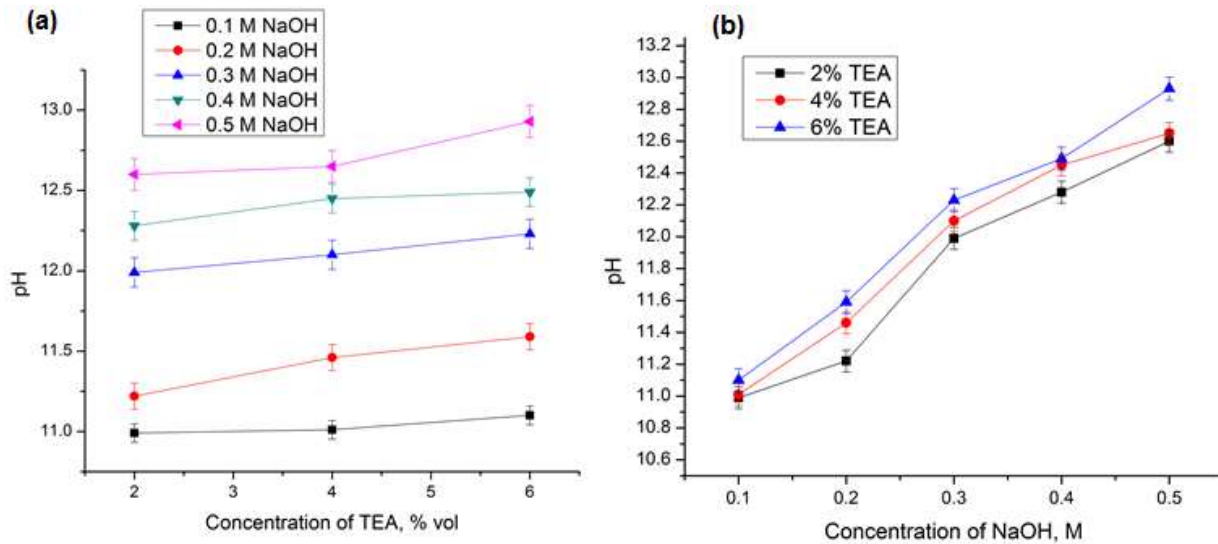 (a)
0.1 M NaOH
0.2 M NaOH
0.3 M NaOH
0.4 M NaOH
0.5 M NaOH
13.0
12.5
12.0
11.5
11.0
pH
2 3 4 5 6
Concentration of TEA, % vol
(b)
2% TEA
4% TEA
6% TEA
13.2
13.0
12.8
12.6
12.4
12.2
12.0
11.8
11.6
11.4
11.2
11.0
10.8
10.6
pH
0.1 0.2 0.3 0.4 0.5
Concentration of NaOH, M